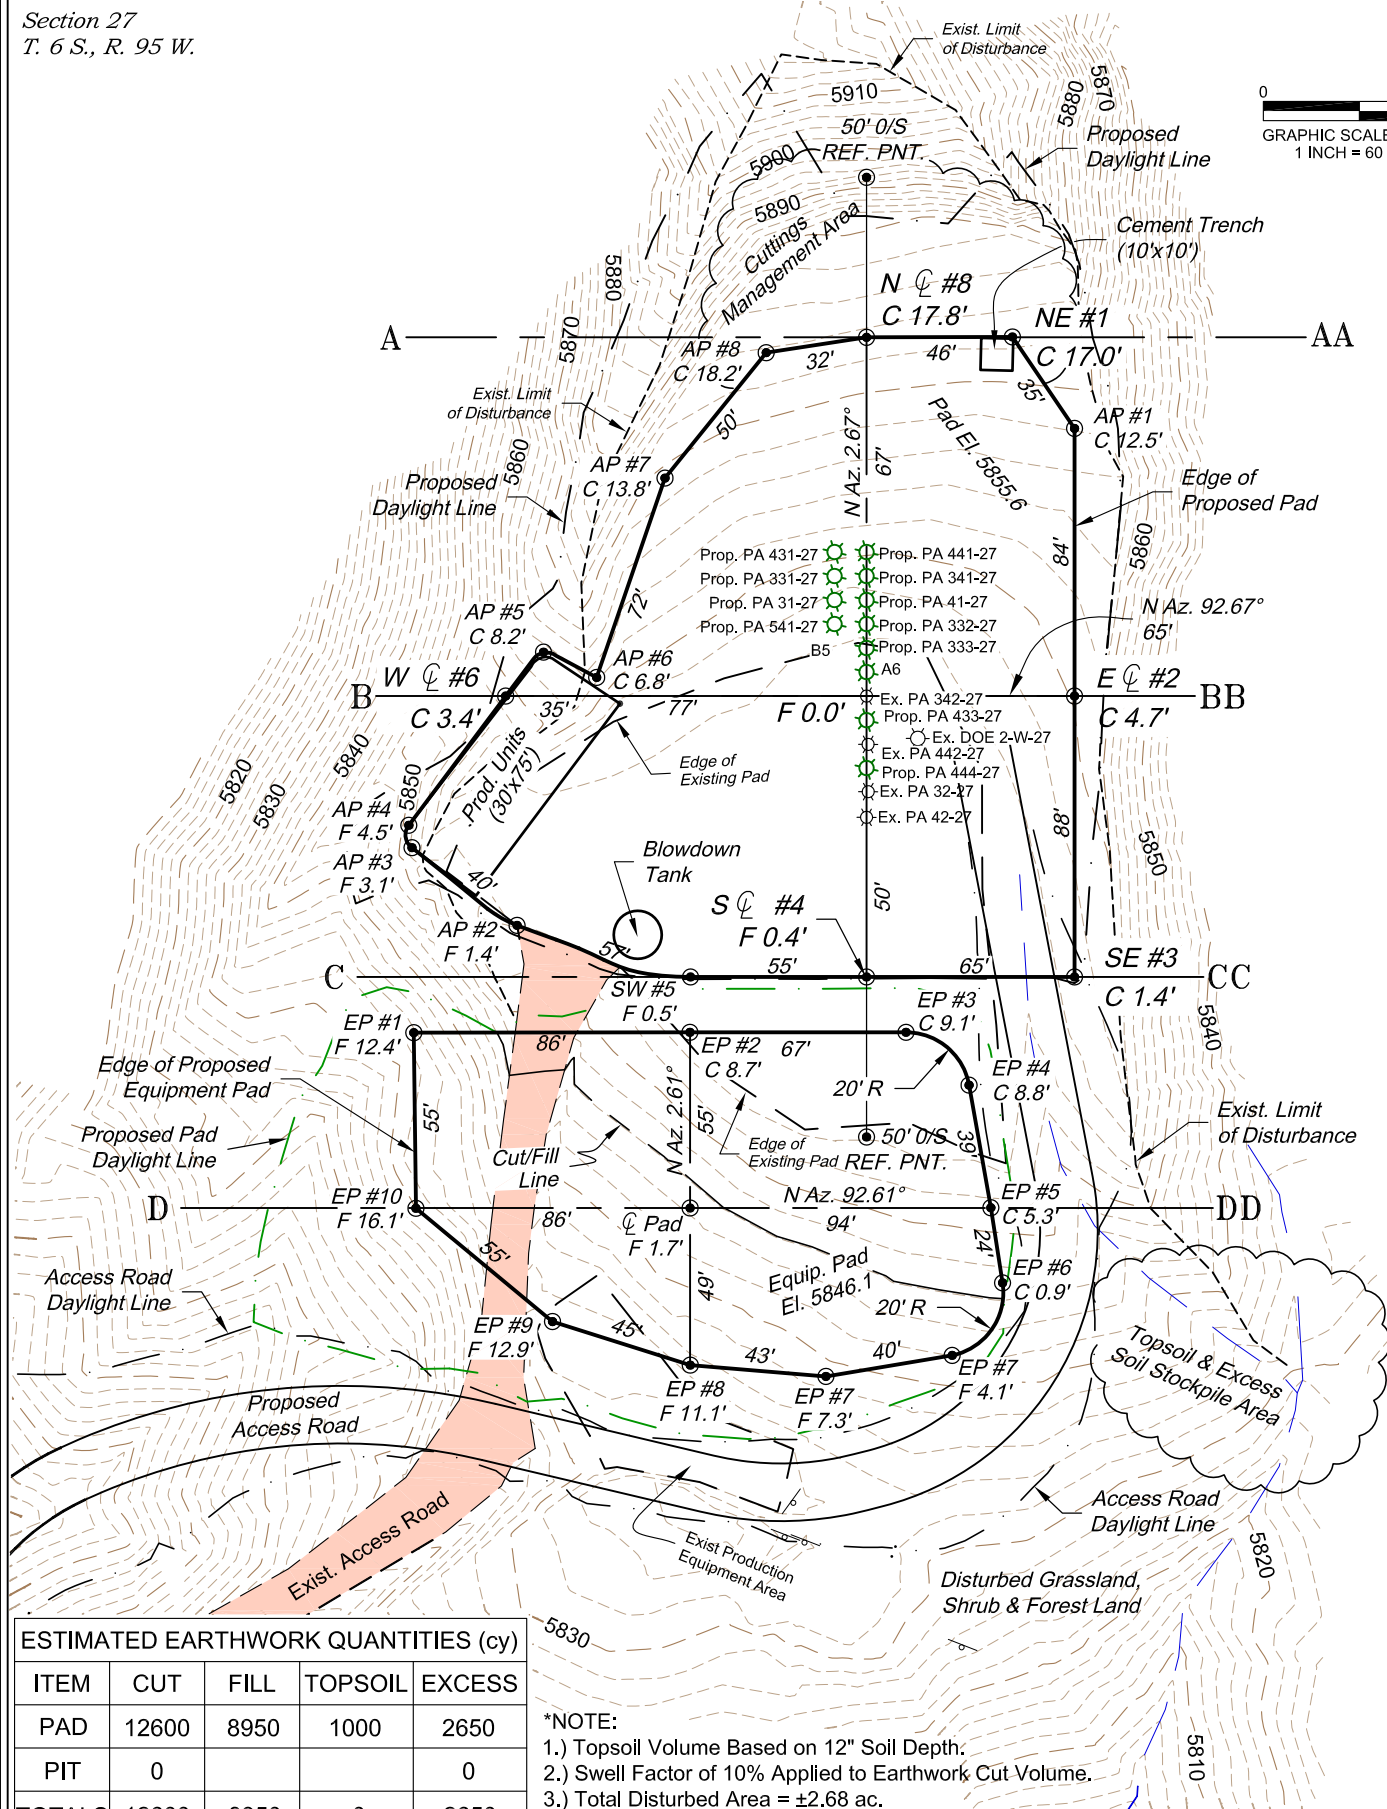 Section 27
T. 6 S., R. 95 W.
Exist. Limit
of Disturbance
5910
5900
5890
5880
5870
0
GRAPHIC SCALE
1 INCH = 60
50' 0/S
REF. PNT.
Proposed
Daylight Line
Cuttings
Management Area
Cement Trench
(10'x10')
5880
5870
5860
N ℄ #8
C 17.8'
NE #1
C 17.0'
A
AA
AP #8
C 18.2'
32'
46'
35'
50'
Exist. Limit
of Disturbance
AP #1
C 12.5'
N Az. 2.67°
67'
Pad El. 5855.6
AP #7
C 13.8'
Proposed
Daylight Line
Edge of
Proposed Pad
5860
84'
72'
Prop. PA 431-27
Prop. PA 441-27
Prop. PA 331-27
Prop. PA 341-27
Prop. PA 31-27
Prop. PA 41-27
Prop. PA 541-27
Prop. PA 332-27
B5
Prop. PA 333-27
A6
Ex. PA 342-27
Prop. PA 433-27
Ex. DOE 2-W-27
Ex. PA 442-27
Prop. PA 444-27
Ex. PA 32-27
Ex. PA 42-27
N Az. 92.67°
65'
AP #5
C 8.2'
AP #6
C 6.8'
B
W ℄ #6
C 3.4'
35'
77'
F 0.0'
E ℄ #2
C 4.7'
BB
Prod. Units
(30'x75')
Edge of
Existing Pad
5820
5830
5840
5850
AP #4
F 4.5'
AP #3
F 3.1'
40'
AP #2
F 1.4'
57'
Blowdown
Tank
88'
5850
50'
S ℄ #4
F 0.4'
C
55'
65'
SE #3
C 1.4'
CC
SW #5
F 0.5'
5840
EP #1
F 12.4'
86'
EP #2
C 8.7'
67'
EP #3
C 9.1'
20' R
EP #4
C 8.8'
Edge of Proposed
Equipment Pad
55'
N Az. 2.61°
55'
Edge of
Existing Pad
50' 0/S
REF. PNT.
39'
Exist. Limit
of Disturbance
Proposed Pad
Daylight Line
Cut/Fill
Line
D
EP #10
F 16.1'
86'
℄ Pad
F 1.7'
N Az. 92.61°
94'
EP #5
C 5.3'
DD
24'
55'
49'
Equip. Pad
El. 5846.1
20' R
EP #6
C 0.9'
Access Road
Daylight Line
EP #9
F 12.9'
45'
43'
40'
EP #8
F 11.1'
EP #7
F 7.3'
EP #7
F 4.1'
Topsoil & Excess
Soil Stockpile Area
Proposed
Access Road
Exist. Access Road
Exist Production
Equipment Area
Access Road
Daylight Line
5820
Disturbed Grassland,
Shrub & Forest Land
5830
5810
ESTIMATED EARTHWORK QUANTITIES (cy)
ITEM CUT FILL TOPSOIL EXCESS
PAD 12600 8950 1000 2650
PIT 0 0
*NOTE:
1.) Topsoil Volume Based on 12" Soil Depth.
2.) Swell Factor of 10% Applied to Earthwork Cut Volume.
3.) Total Disturbed Area = ±2.68 ac.